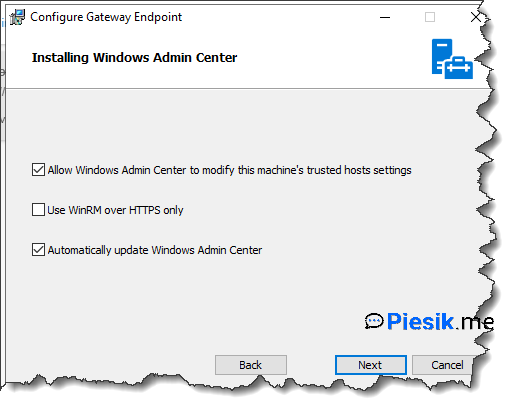 Configure Gateway Endpoint
Installing Windows Admin Center
Allow Windows Admin Center to modify this machine's trusted hosts settings
Use WinRM over HTTPS only
Automatically update Windows Admin Center
Piesik.me
Back
Next
Cancel